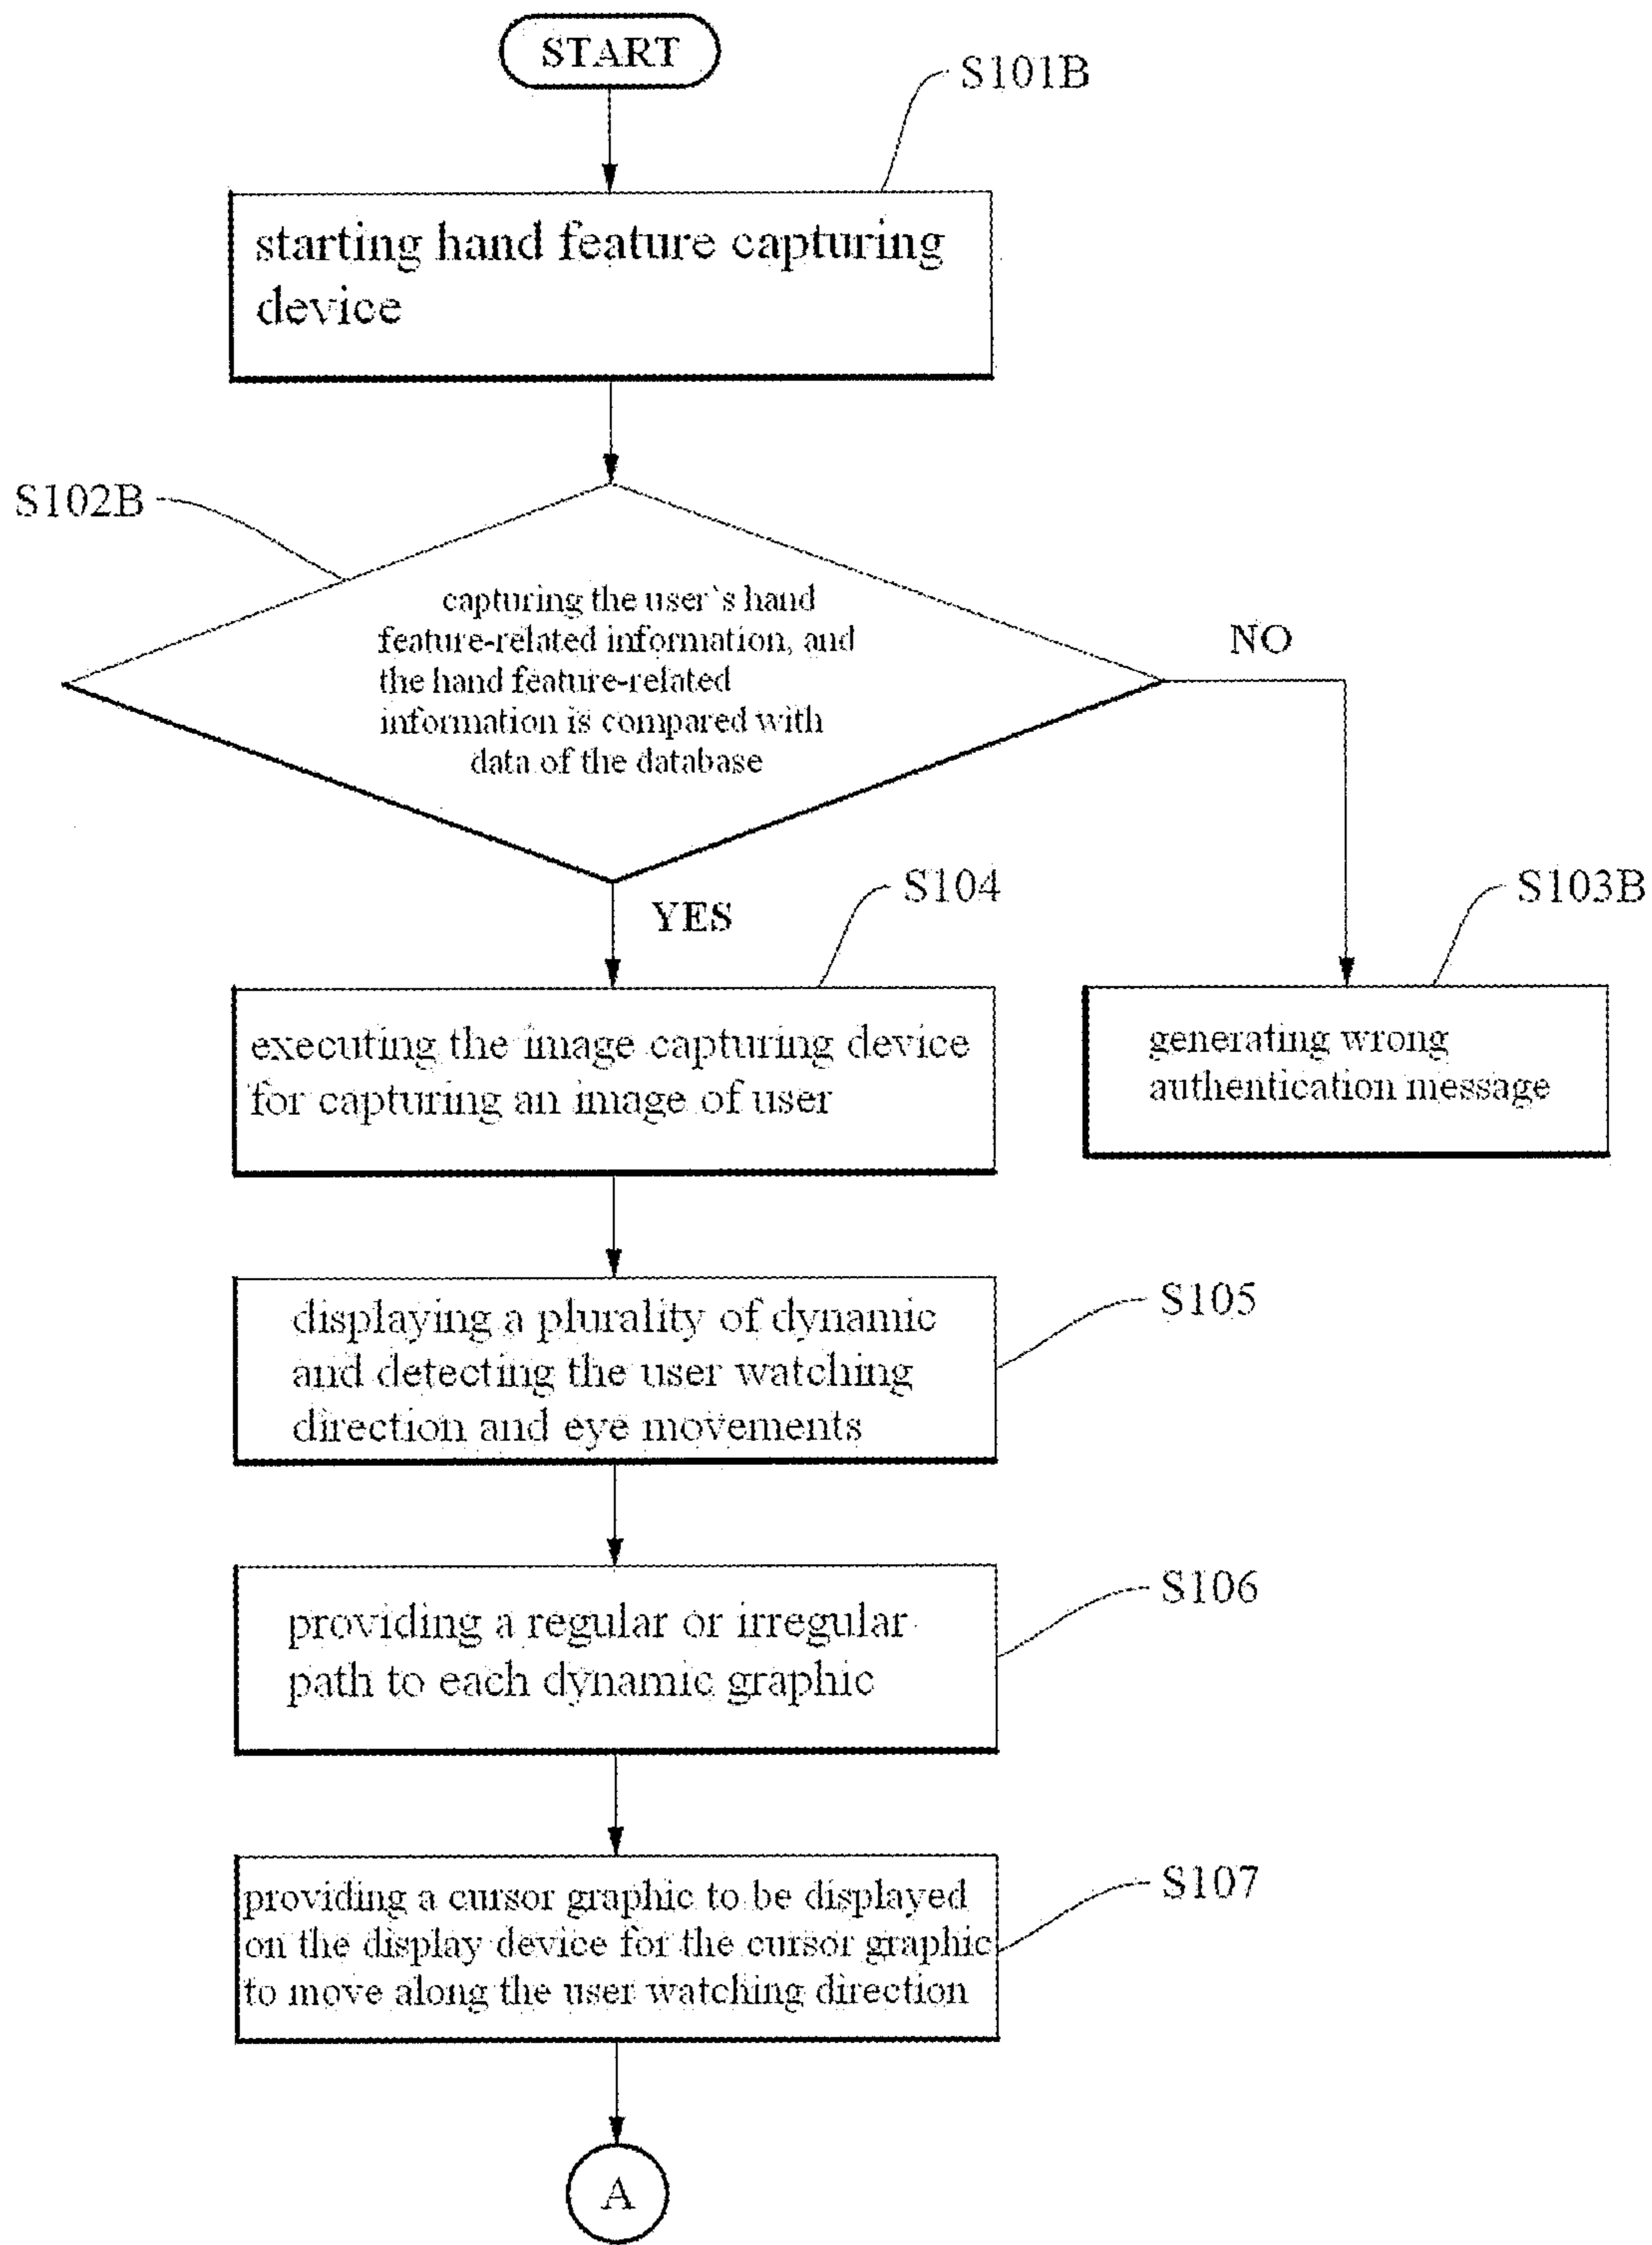 START
S101B
starting hand feature capturing
device
S102B
capturing the user`s hand
feature-related information, and
the hand feature-related
information is compared with
data of the database
NO
YES
S104
S103B
executing the image capturing device
for capturing an image of user
generating wrong
authentication message
S105
displaying a plurality of dynamic
and detecting the user watching
direction and eye movements
S106
providing a regular or irregular
path to each dynamic graphic
S107
providing a cursor graphic to be displayed
on the display device for the cursor graphic
to move along the user watching direction
A